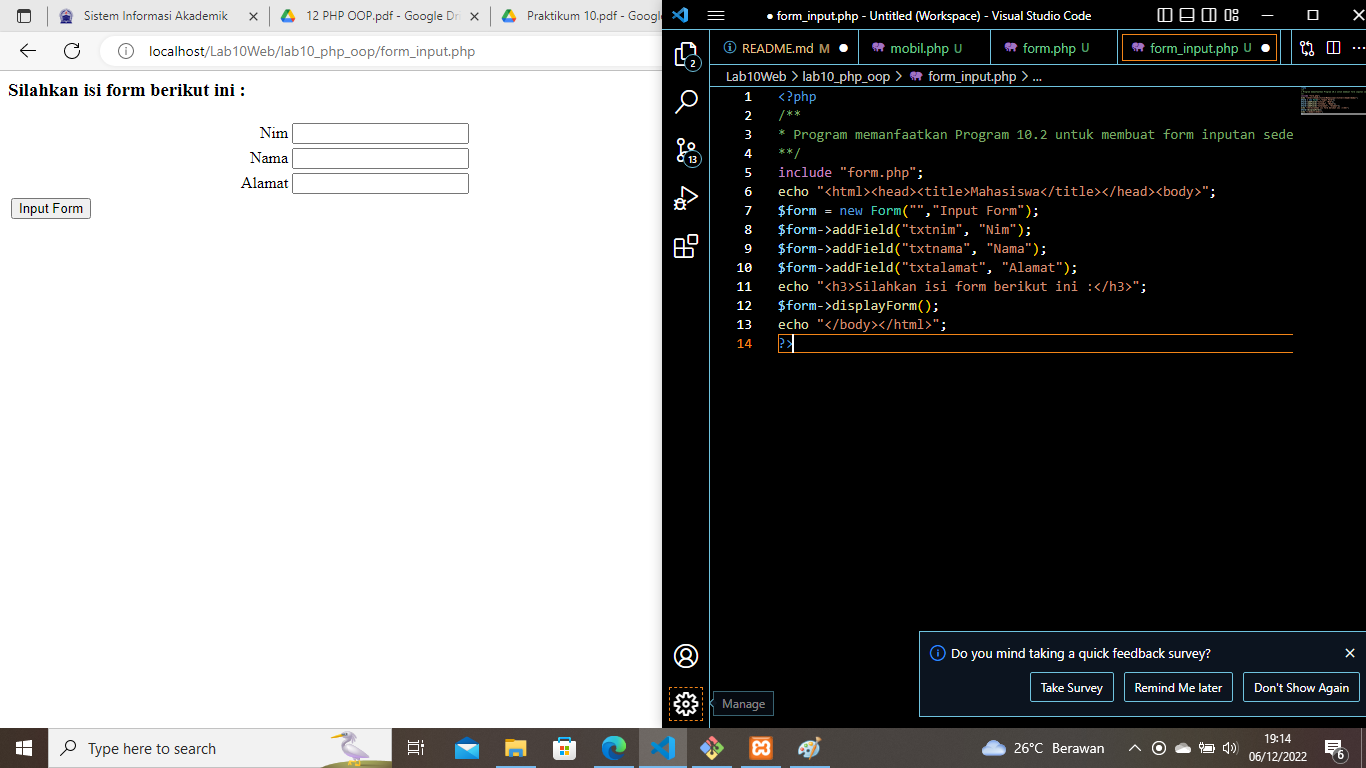 Sistem Informasi Akademik
12 PHP OOP.pdf - Google Dri
Praktikum 10.pdf - Google
localhost/Lab10Web/lab10_php_oop/form_input.php
Silahkan isi form berikut ini :
Nim
Nama
Alamat
Input Form
● form_input.php - Untitled (Workspace) - Visual Studio Code
README.md M ●
mobil.php U
form.php U
form_input.php U ●
Lab10Web > lab10_php_oop > form_input.php > ...
2
13
1 <?php
2 /**
3 * Program memanfaatkan Program 10.2 untuk membuat form inputan sede
4 **/
5 include "form.php";
6 echo "<html><head><title>Mahasiswa</title></head><body>";
7 $form = new Form("","Input Form");
8 $form->addField("txtnim", "Nim");
9 $form->addField("txtnama", "Nama");
10 $form->addField("txtalamat", "Alamat");
11 echo "<h3>Silahkan isi form berikut ini :</h3>";
12 $form->displayForm();
13 echo "</body></html>";
14 ?>
Do you mind taking a quick feedback survey?
Take Survey
Remind Me later
Don't Show Again
Manage
Type here to search
26°C Berawan
19:14
06/12/2022
6